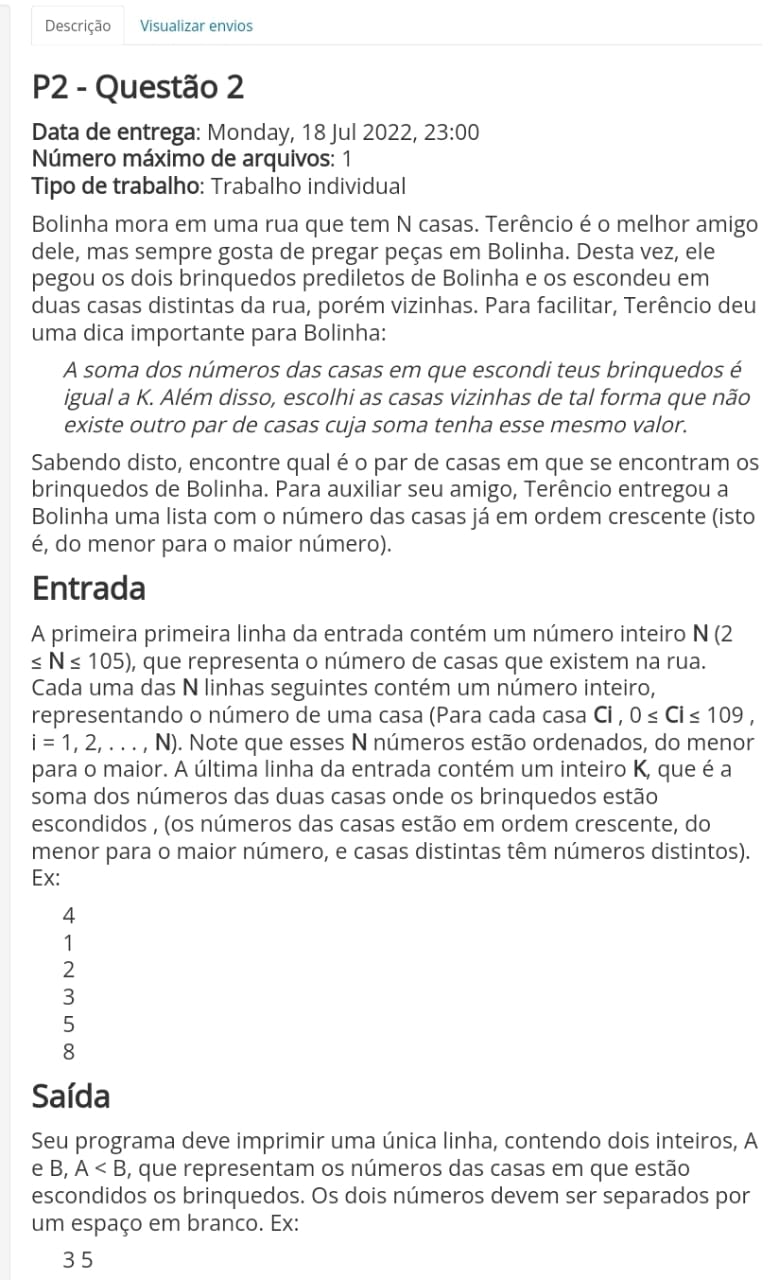 Descrição
Visualizar envios
P2 - Questão 2
Data de entrega: Monday, 18 Jul 2022, 23:00
Número máximo de arquivos: 1
Tipo de trabalho: Trabalho individual
Bolinha mora em uma rua que tem N casas. Terêncio é o melhor amigo
dele, mas sempre gosta de pregar peças em Bolinha. Desta vez, ele
pegou os dois brinquedos prediletos de Bolinha e os escondeu em
duas casas distintas da rua, porém vizinhas. Para facilitar, Terêncio deu
uma dica importante para Bolinha:
A soma dos números das casas em que escondi teus brinquedos é
igual a K. Além disso, escolhi as casas vizinhas de tal forma que não
existe outro par de casas cuja soma tenha esse mesmo valor.
Sabendo disto, encontre qual é o par de casas em que se encontram os
brinquedos de Bolinha. Para auxiliar seu amigo, Terêncio entregou a
Bolinha uma lista com o número das casas já em ordem crescente (isto
é, do menor para o maior número).
Entrada
A primeira primeira linha da entrada contém um número inteiro N (2
≤ N ≤ 105), que representa o número de casas que existem na rua.
Cada uma das N linhas seguintes contém um número inteiro,
representando o número de uma casa (Para cada casa Ci , 0 ≤ Ci ≤ 109 ,
i = 1, 2, . . . , N). Note que esses N números estão ordenados, do menor
para o maior. A última linha da entrada contém um inteiro K, que é a
soma dos números das duas casas onde os brinquedos estão
escondidos , (os números das casas estão em ordem crescente, do
menor para o maior número, e casas distintas têm números distintos).
Ex:
4
1
2
3
5
8
Saída
Seu programa deve imprimir uma única linha, contendo dois inteiros, A
e B, A < B, que representam os números das casas em que estão
escondidos os brinquedos. Os dois números devem ser separados por
um espaço em branco. Ex:
3 5